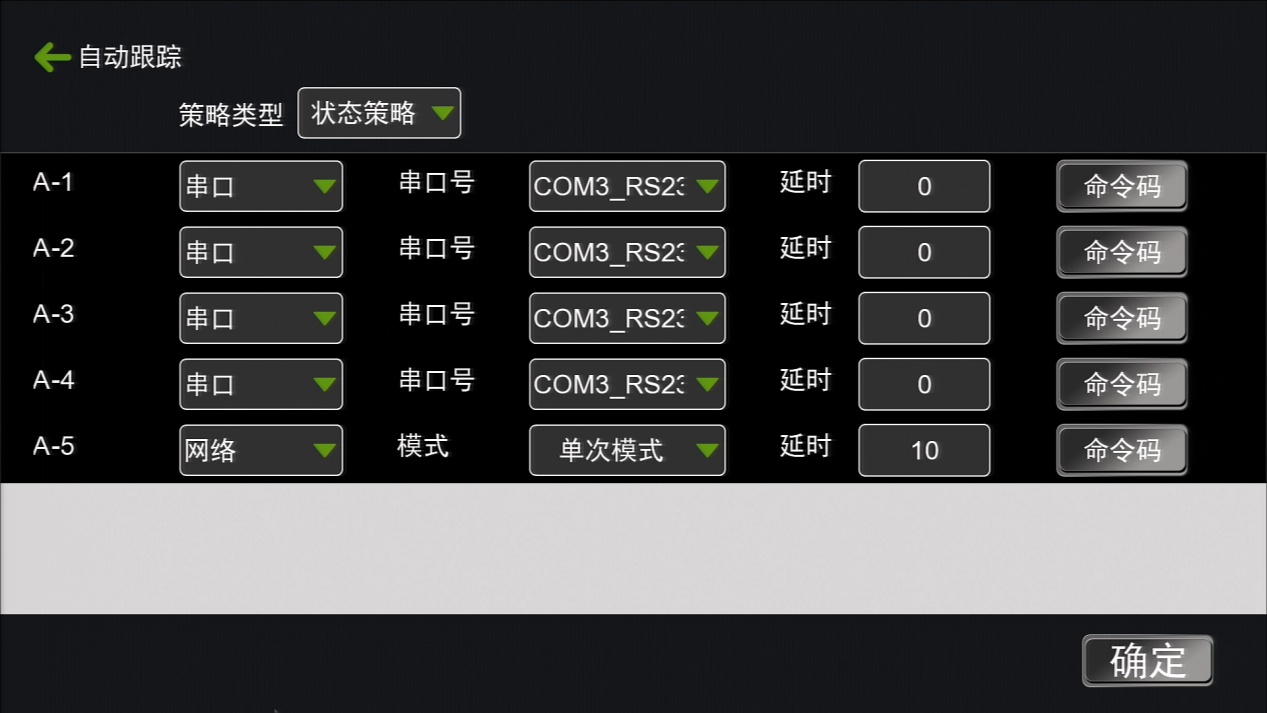 自动跟踪
策略类型 状态策略
A-1 串口 串口号 COM3_RS23 延时 0 命令码
A-2 串口 串口号 COM3_RS23 延时 0 命令码
A-3 串口 串口号 COM3_RS23 延时 0 命令码
A-4 串口 串口号 COM3_RS23 延时 0 命令码
A-5 网络 模式 单次模式 延时 10 命令码
确定